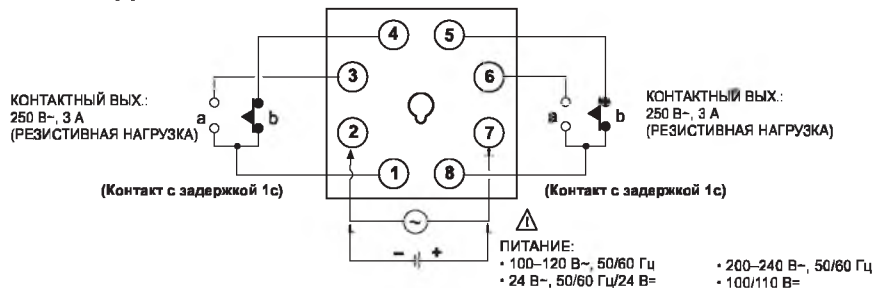 4
5
3
6
КОНТАКТНЫЙ ВЫХ.:
250 В~, 3 А
(РЕЗИСТИВНАЯ НАГРУЗКА)
a
b
2
7
a
b
КОНТАКТНЫЙ ВЫХ.:
250 В~, 3 А
(РЕЗИСТИВНАЯ НАГРУЗКА)
1
8
(Контакт с задержкой 1с)
(Контакт с задержкой 1с)
~
− +
ПИТАНИЕ:
• 100–120 В~, 50/60 Гц
• 200–240 В~, 50/60 Гц
• 24 В~, 50/60 Гц/24 В=
• 100/110 В=